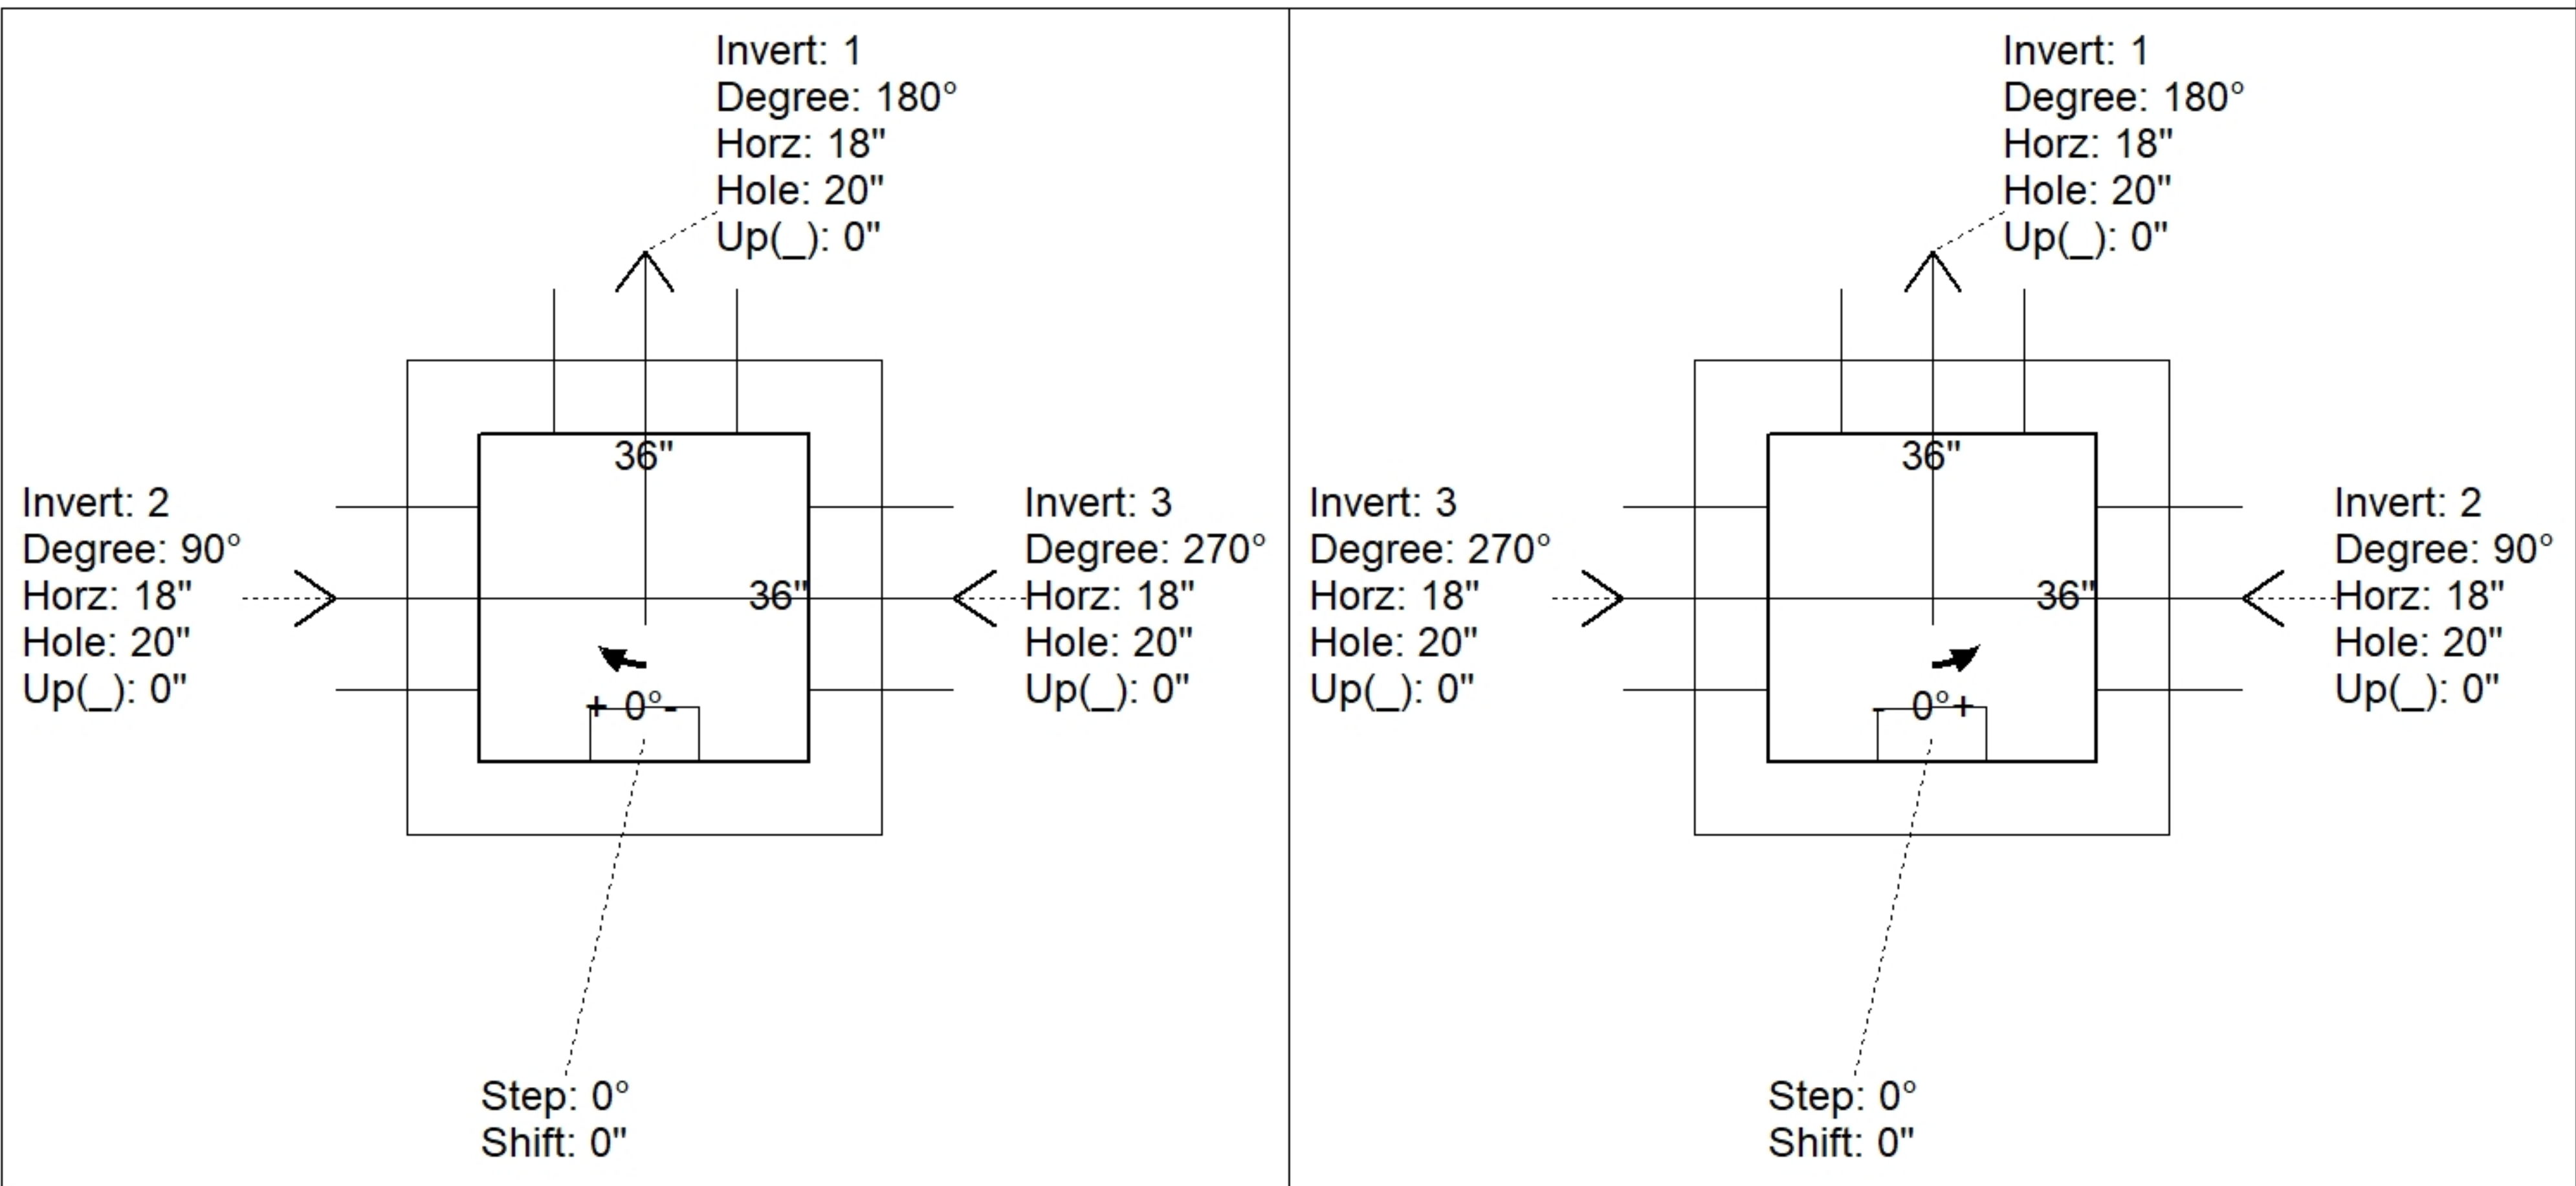 Invert: 1
Degree: 180°
Horz: 18"
Hole: 20"
Up(_): 0"
36"
Invert: 2
Degree: 90°
Horz: 18"
Hole: 20"
Up(_): 0"
36"
Invert: 3
Degree: 270°
Horz: 18"
Hole: 20"
Up(_): 0"
+ 0°-
Step: 0°
Shift: 0"
Invert: 1
Degree: 180°
Horz: 18"
Hole: 20"
Up(_): 0"
36"
Invert: 3
Degree: 270°
Horz: 18"
Hole: 20"
Up(_): 0"
36"
Invert: 2
Degree: 90°
Horz: 18"
Hole: 20"
Up(_): 0"
- 0°+
Step: 0°
Shift: 0"